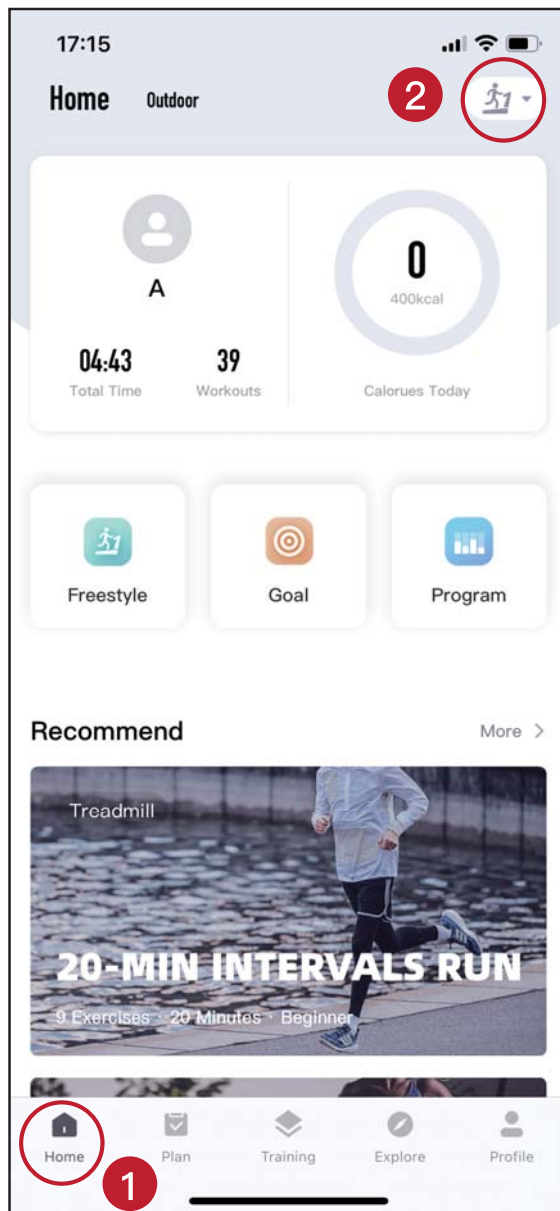 17:15
Home Outdoor
2
A
0
400kcal
04:43 39
Total Time Workouts Calorues Today
Freestyle Goal Program
Recommend More >
Treadmill
20-MIN INTERVALS RUN
9 Exercises · 20 Minutes · Beginner
Home Plan Training Explore Profile
1